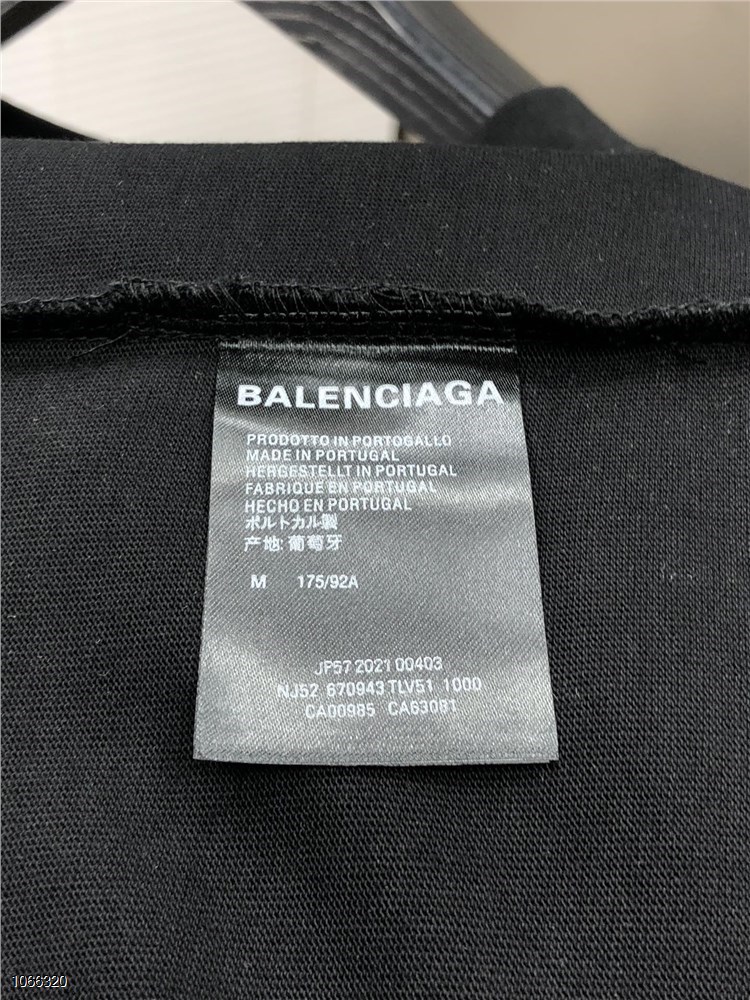 BALENCIAGA
PRODOTTO IN PORTOGALLO
MADE IN PORTUGAL
HERGESTELLT IN PORTUGAL
FABRIQUE EN PORTUGAL
HECHO EN PORTUGAL
ポルトカル製
产地:葡萄牙
M 175/92A
JP57 2021 00403
NJ52 670943 TLV51 1000
CA00985 CA63081
1066320